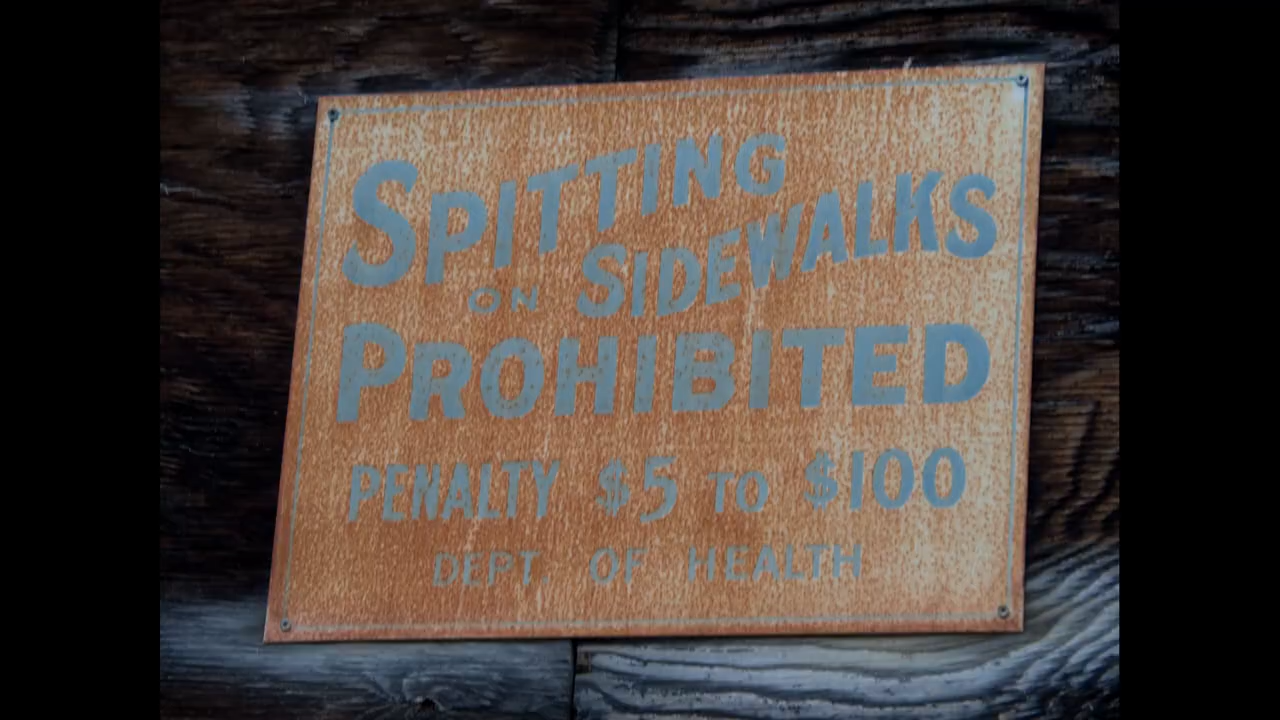 SPITTING
ON SIDEWALKS
PROHIBITED
PENALTY $5 TO $100
DEPT. OF HEALTH